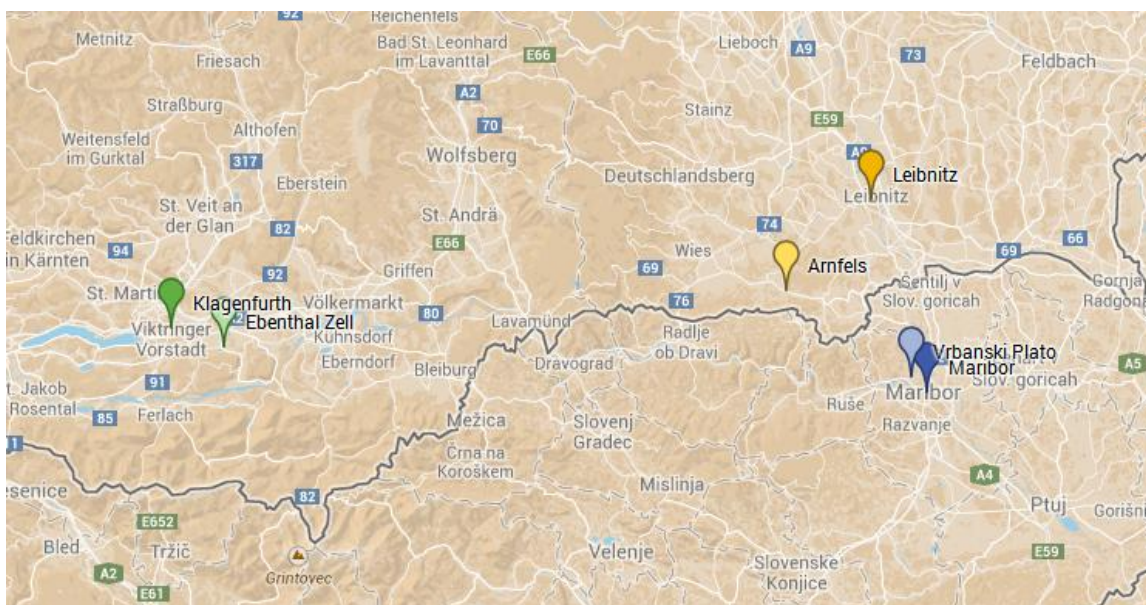 92
Reichenfels
Metnitz
Bad St. Leonhard
im Lavanttal
E66
Lieboch
A9
73
Feldbach
Friesach
A2
Stainz
Straßburg
70
E59
Althofen
Weitensfeld
im Gurktal
317
Wolfsberg
Deutschlandsberg
Leibnitz
Leibnitz
Eberstein
St. Veit an
der Glan
St. Andrä
82
74
66
Feldkirchen
in Kärnten
94
E66
Wies
69
92
Griffen
69
Arnfels
Šentilj v
Slov. goricah
Gornja
Radgona
St. Marti
Klagenfurth
Völkermarkt
76
Ebenthal Zell
80
Lavamünd
Viktringer
Vorstadt
Kühnsdorf
Radlje
ob Dravi
Vrbanski Plato
Eberndorf
Bleiburg
Dravograd
Maribor
A5
t. Jakob
Rosental
91
Slov. goricah
Maribor
Ruše
85
Ferlach
Mežica
Slovenj
Gradec
Razvanje
Črna na
Koroškem
A4
esenice
82
Mislinja
Ptuj
Gorišni
E652
Bled
Tržič
Velenje
E59
A2
Grintovec
Slovenske
Konjice
E61